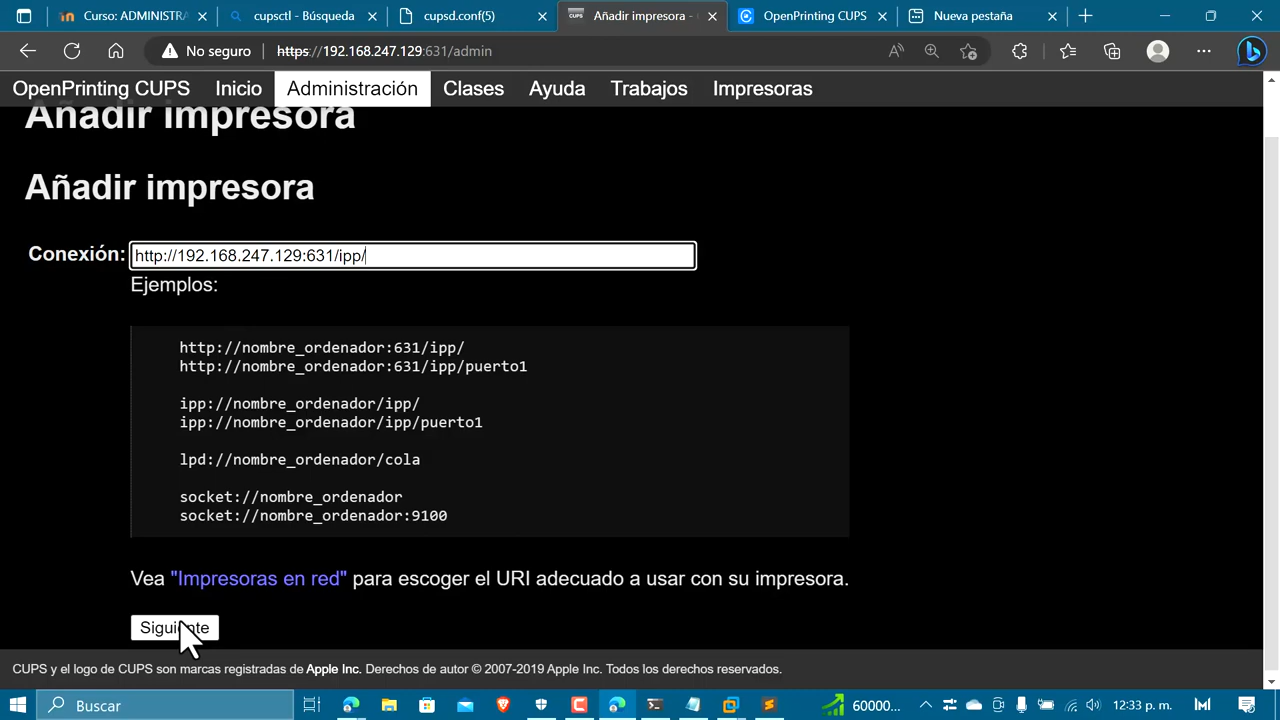 Curso: ADMINISTRA
cupsctl - Búsqueda
cupsd.conf(5)
Añadir impresora -
OpenPrinting CUPS
Nueva pestaña
No seguro
https://192.168.247.129:631/admin
OpenPrinting CUPS Inicio Administración Clases Ayuda Trabajos Impresoras
Añadir impresora
Añadir impresora
Conexión: http://192.168.247.129:631/ipp/
Ejemplos:
http://nombre_ordenador:631/ipp/
http://nombre_ordenador:631/ipp/puerto1
ipp://nombre_ordenador/ipp/
ipp://nombre_ordenador/ipp/puerto1
lpd://nombre_ordenador/cola
socket://nombre_ordenador
socket://nombre_ordenador:9100
Vea "Impresoras en red" para escoger el URI adecuado a usar con su impresora.
Siguiente
CUPS y el logo de CUPS son marcas registradas de Apple Inc. Derechos de autor © 2007-2019 Apple Inc. Todos los derechos reservados.
Buscar
60000...
12:33 p. m.